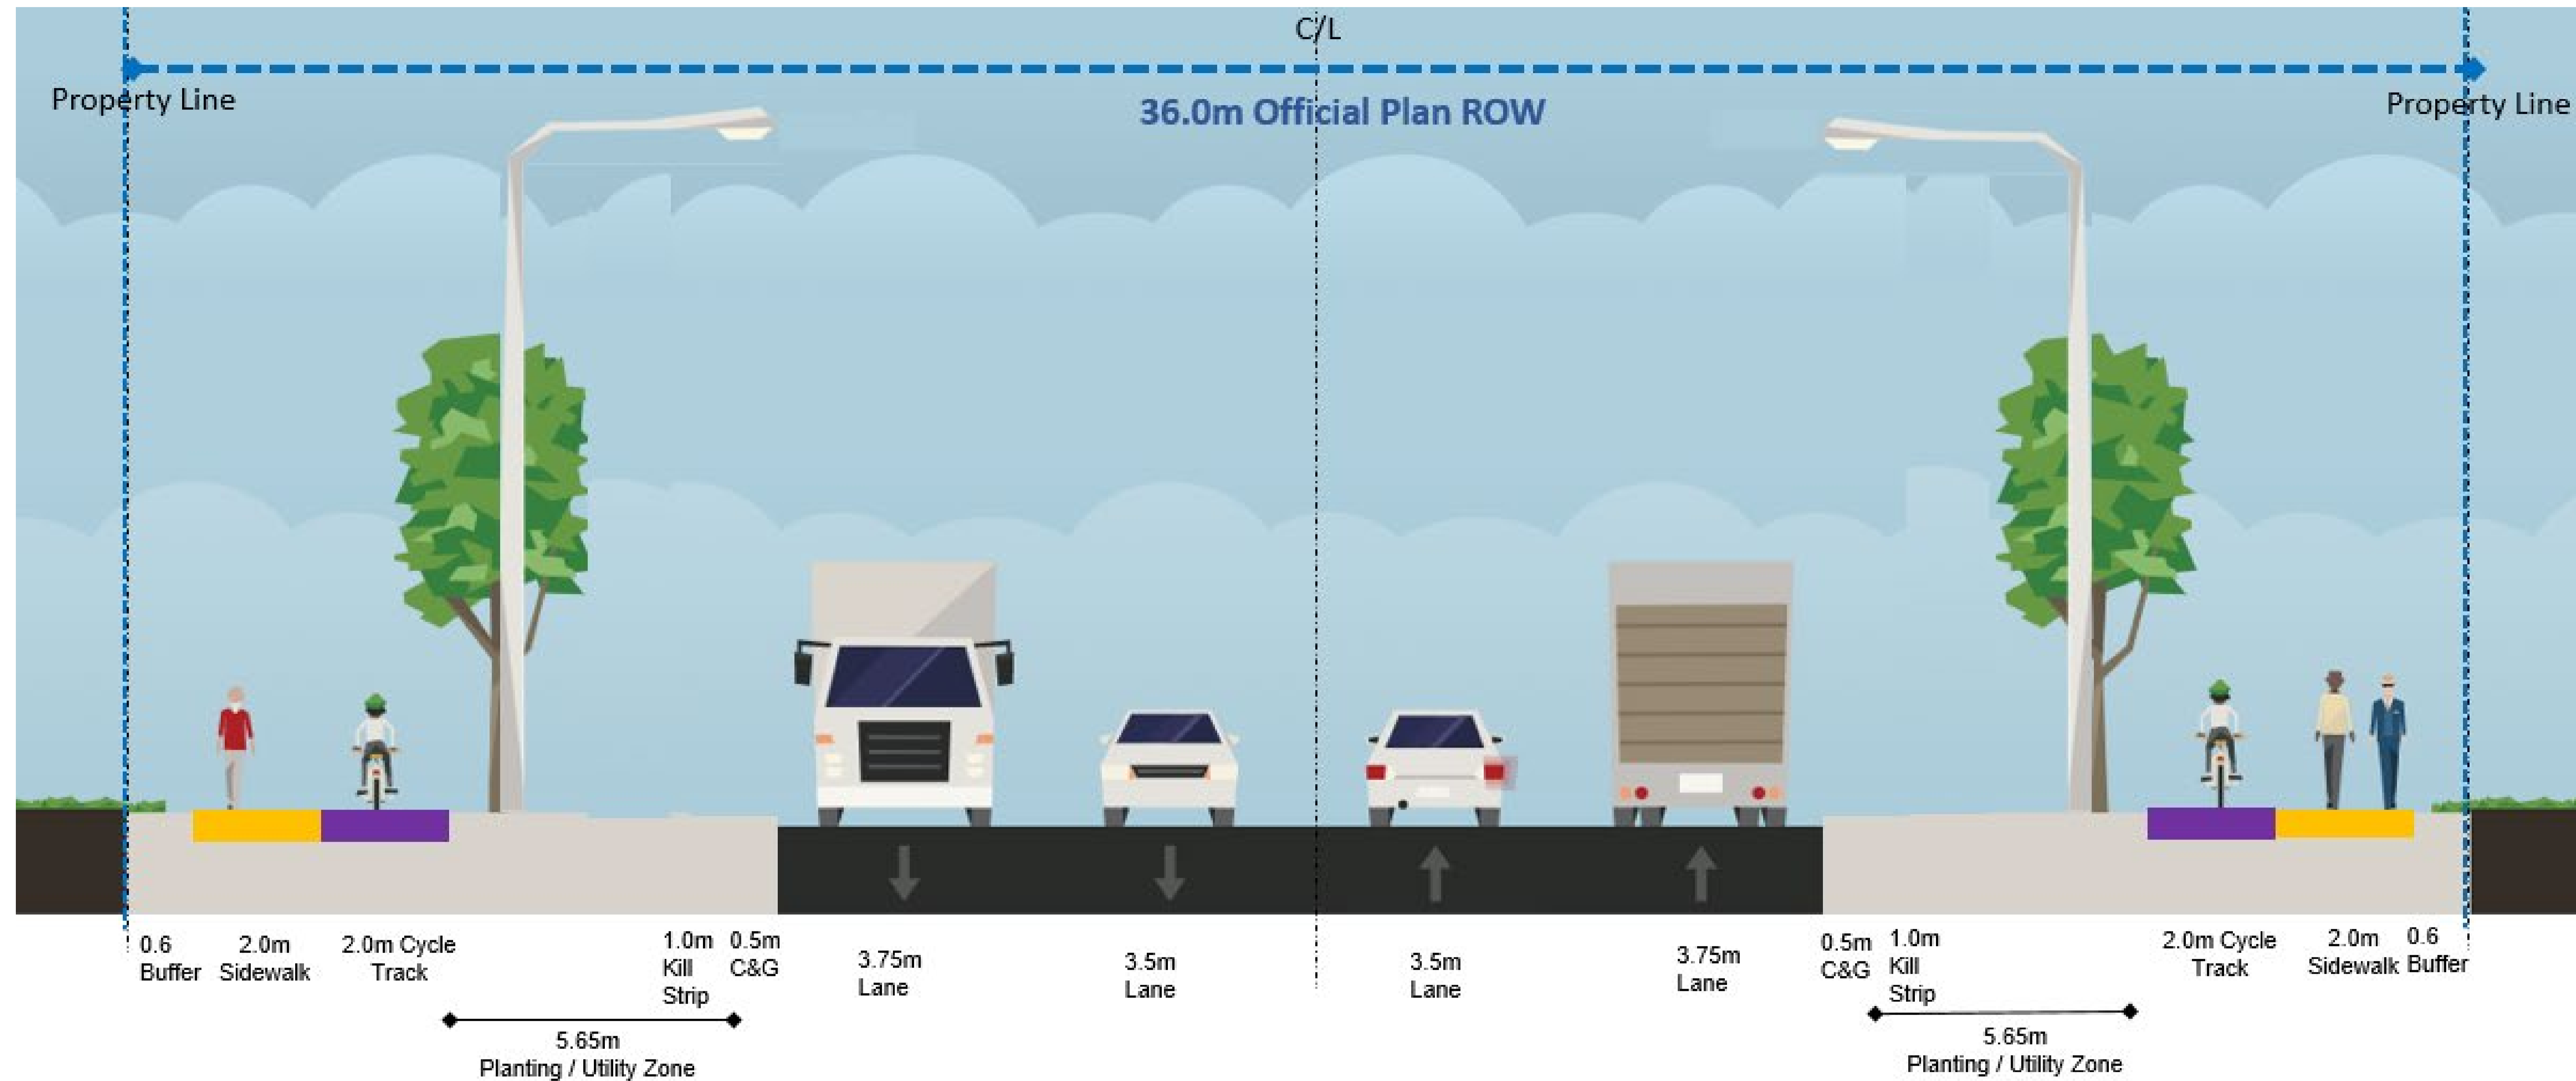 C/L
Property Line
36.0m Official Plan ROW
Property Line
0.6
Buffer
2.0m
Sidewalk
2.0m Cycle
Track
1.0m
Kill
Strip
0.5m
C&G
3.75m
Lane
3.5m
Lane
3.5m
Lane
3.75m
Lane
0.5m
C&G
1.0m
Kill
Strip
2.0m Cycle
Track
2.0m
Sidewalk
0.6
Buffer
5.65m
Planting / Utility Zone
5.65m
Planting / Utility Zone